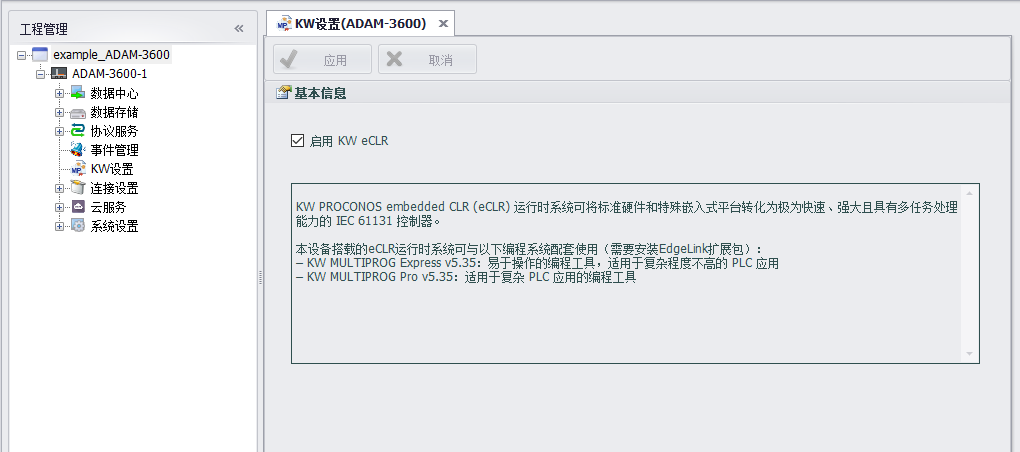 工程管理
example_ADAM-3600
ADAM-3600-1
数据中心
数据存储
协议服务
事件管理
KW设置
连接设置
云服务
系统设置
KW设置(ADAM-3600)
应用
取消
基本信息
启用 KW eCLR
KW PROCONOS embedded CLR (eCLR) 运行时系统可将标准硬件和特殊嵌入式平台转化为极为快速、强大且具有多任务处理
能力的 IEC 61131 控制器。
本设备搭载的eCLR运行时系统可与以下编程系统配套使用（需要安装EdgeLink扩展包）:
– KW MULTIPROG Express v5.35：易于操作的编程工具，适用于复杂程度不高的 PLC 应用
– KW MULTIPROG Pro v5.35：适用于复杂 PLC 应用的编程工具